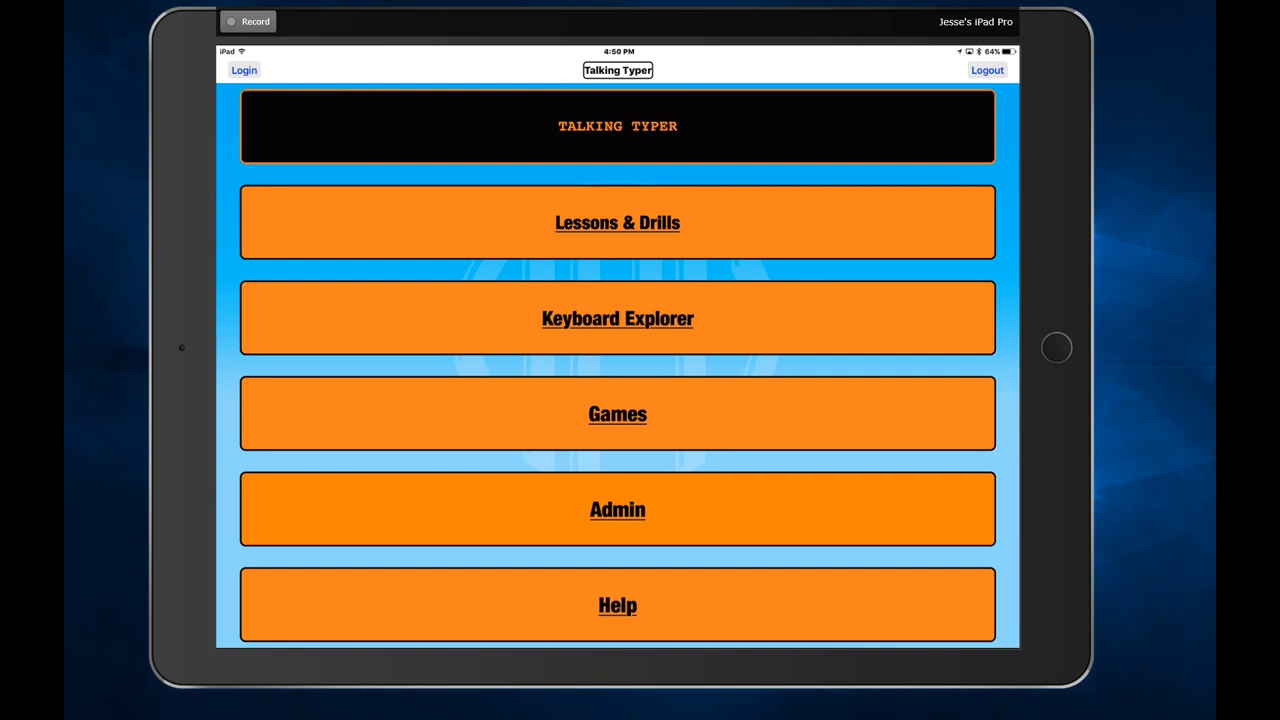 Record
Jesse's iPad Pro
iPad
4:50 PM
64%
Login
Talking Typer
Logout
TALKING TYPER
Lessons & Drills
Keyboard Explorer
Games
Admin
Help